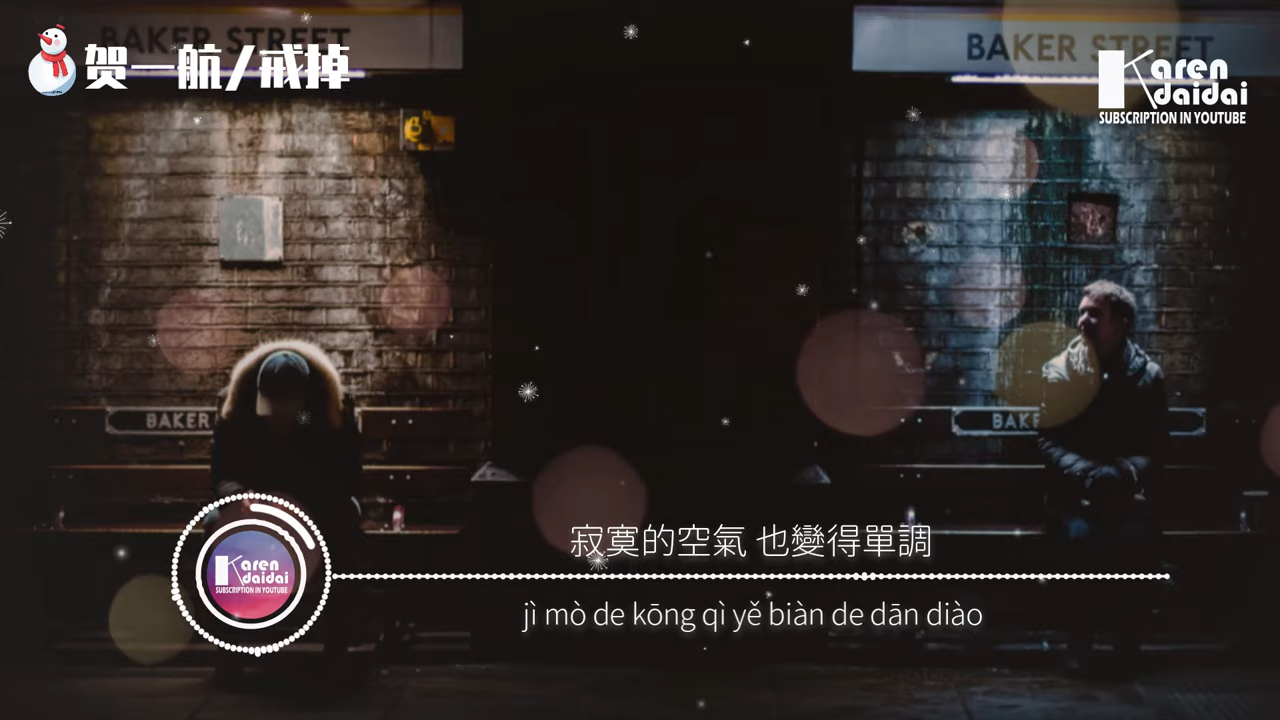 BAKER STREET
贺一航/戒掉
BAKER STREET
Karen
daidai
SUBSCRIPTION IN YOUTUBE
BAKER
BAKE
Karen
daidai
SUBSCRIPTION IN YOUTUBE
寂寞的空氣 也變得單調
jì mò de kōng qì yě biàn de dān diào